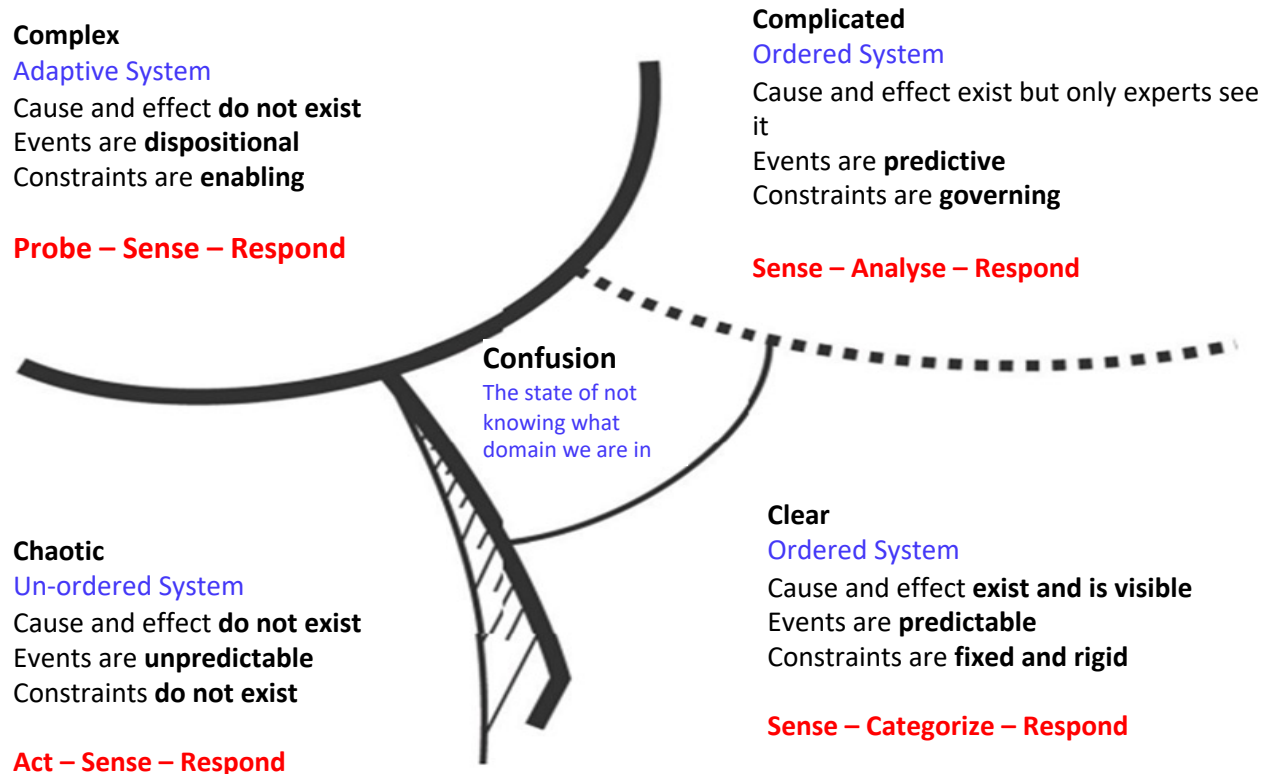 Complex
Adaptive System
Cause and effect do not exist
Events are dispositional
Constraints are enabling
Probe – Sense – Respond
Complicated
Ordered System
Cause and effect exist but only experts see
it
Events are predictive
Constraints are governing
Sense – Analyse – Respond
Confusion
The state of not
knowing what
domain we are in
Chaotic
Un-ordered System
Cause and effect do not exist
Events are unpredictable
Constraints do not exist
Act – Sense – Respond
Clear
Ordered System
Cause and effect exist and is visible
Events are predictable
Constraints are fixed and rigid
Sense – Categorize – Respond